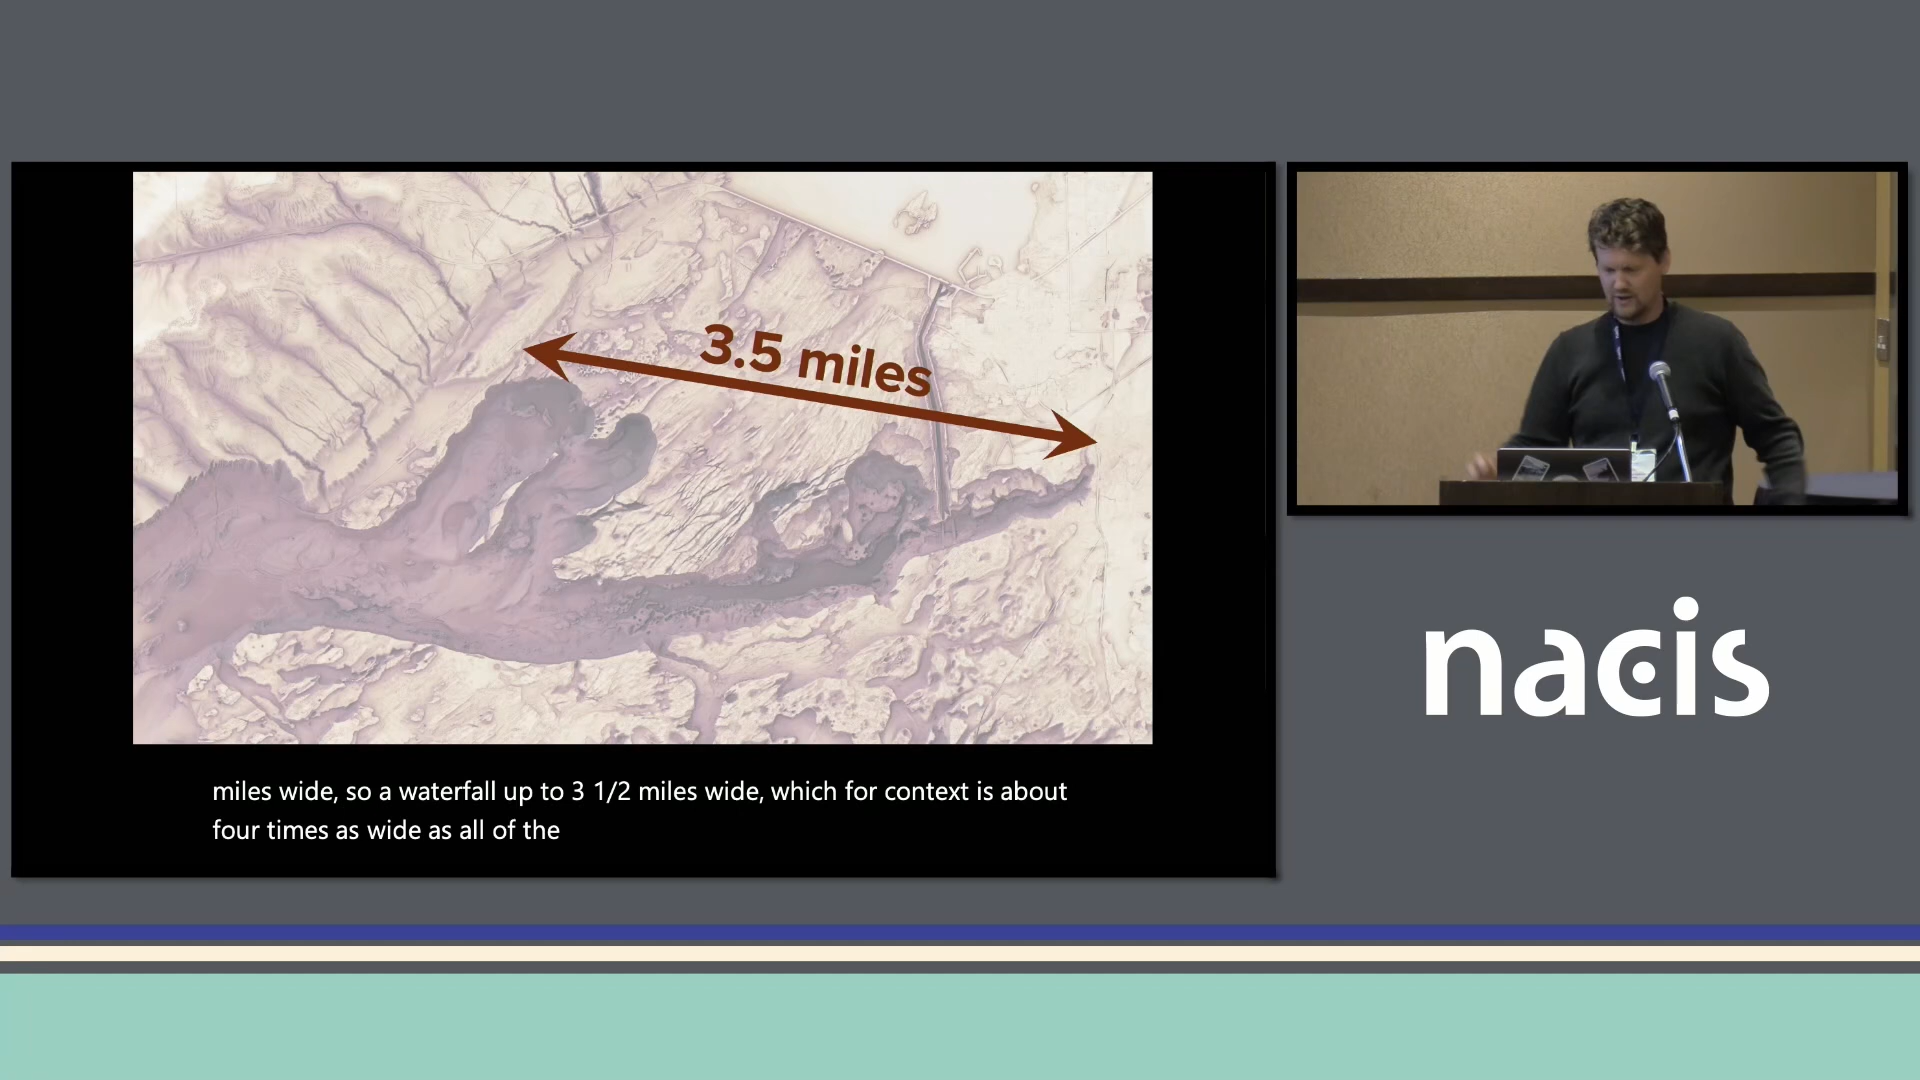 3.5 miles
miles wide, so a waterfall up to 3 1/2 miles wide, which for context is about
four times as wide as all of the
nacis